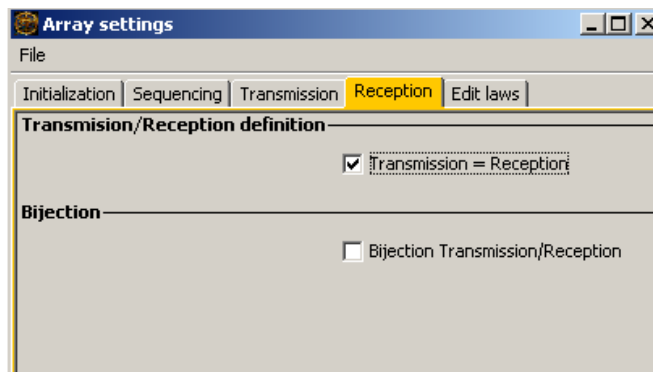 Array settings
File
Initialization Sequencing Transmission Reception Edit laws
Transmision/Reception definition
Transmission = Reception
Bijection
Bijection Transmission/Reception